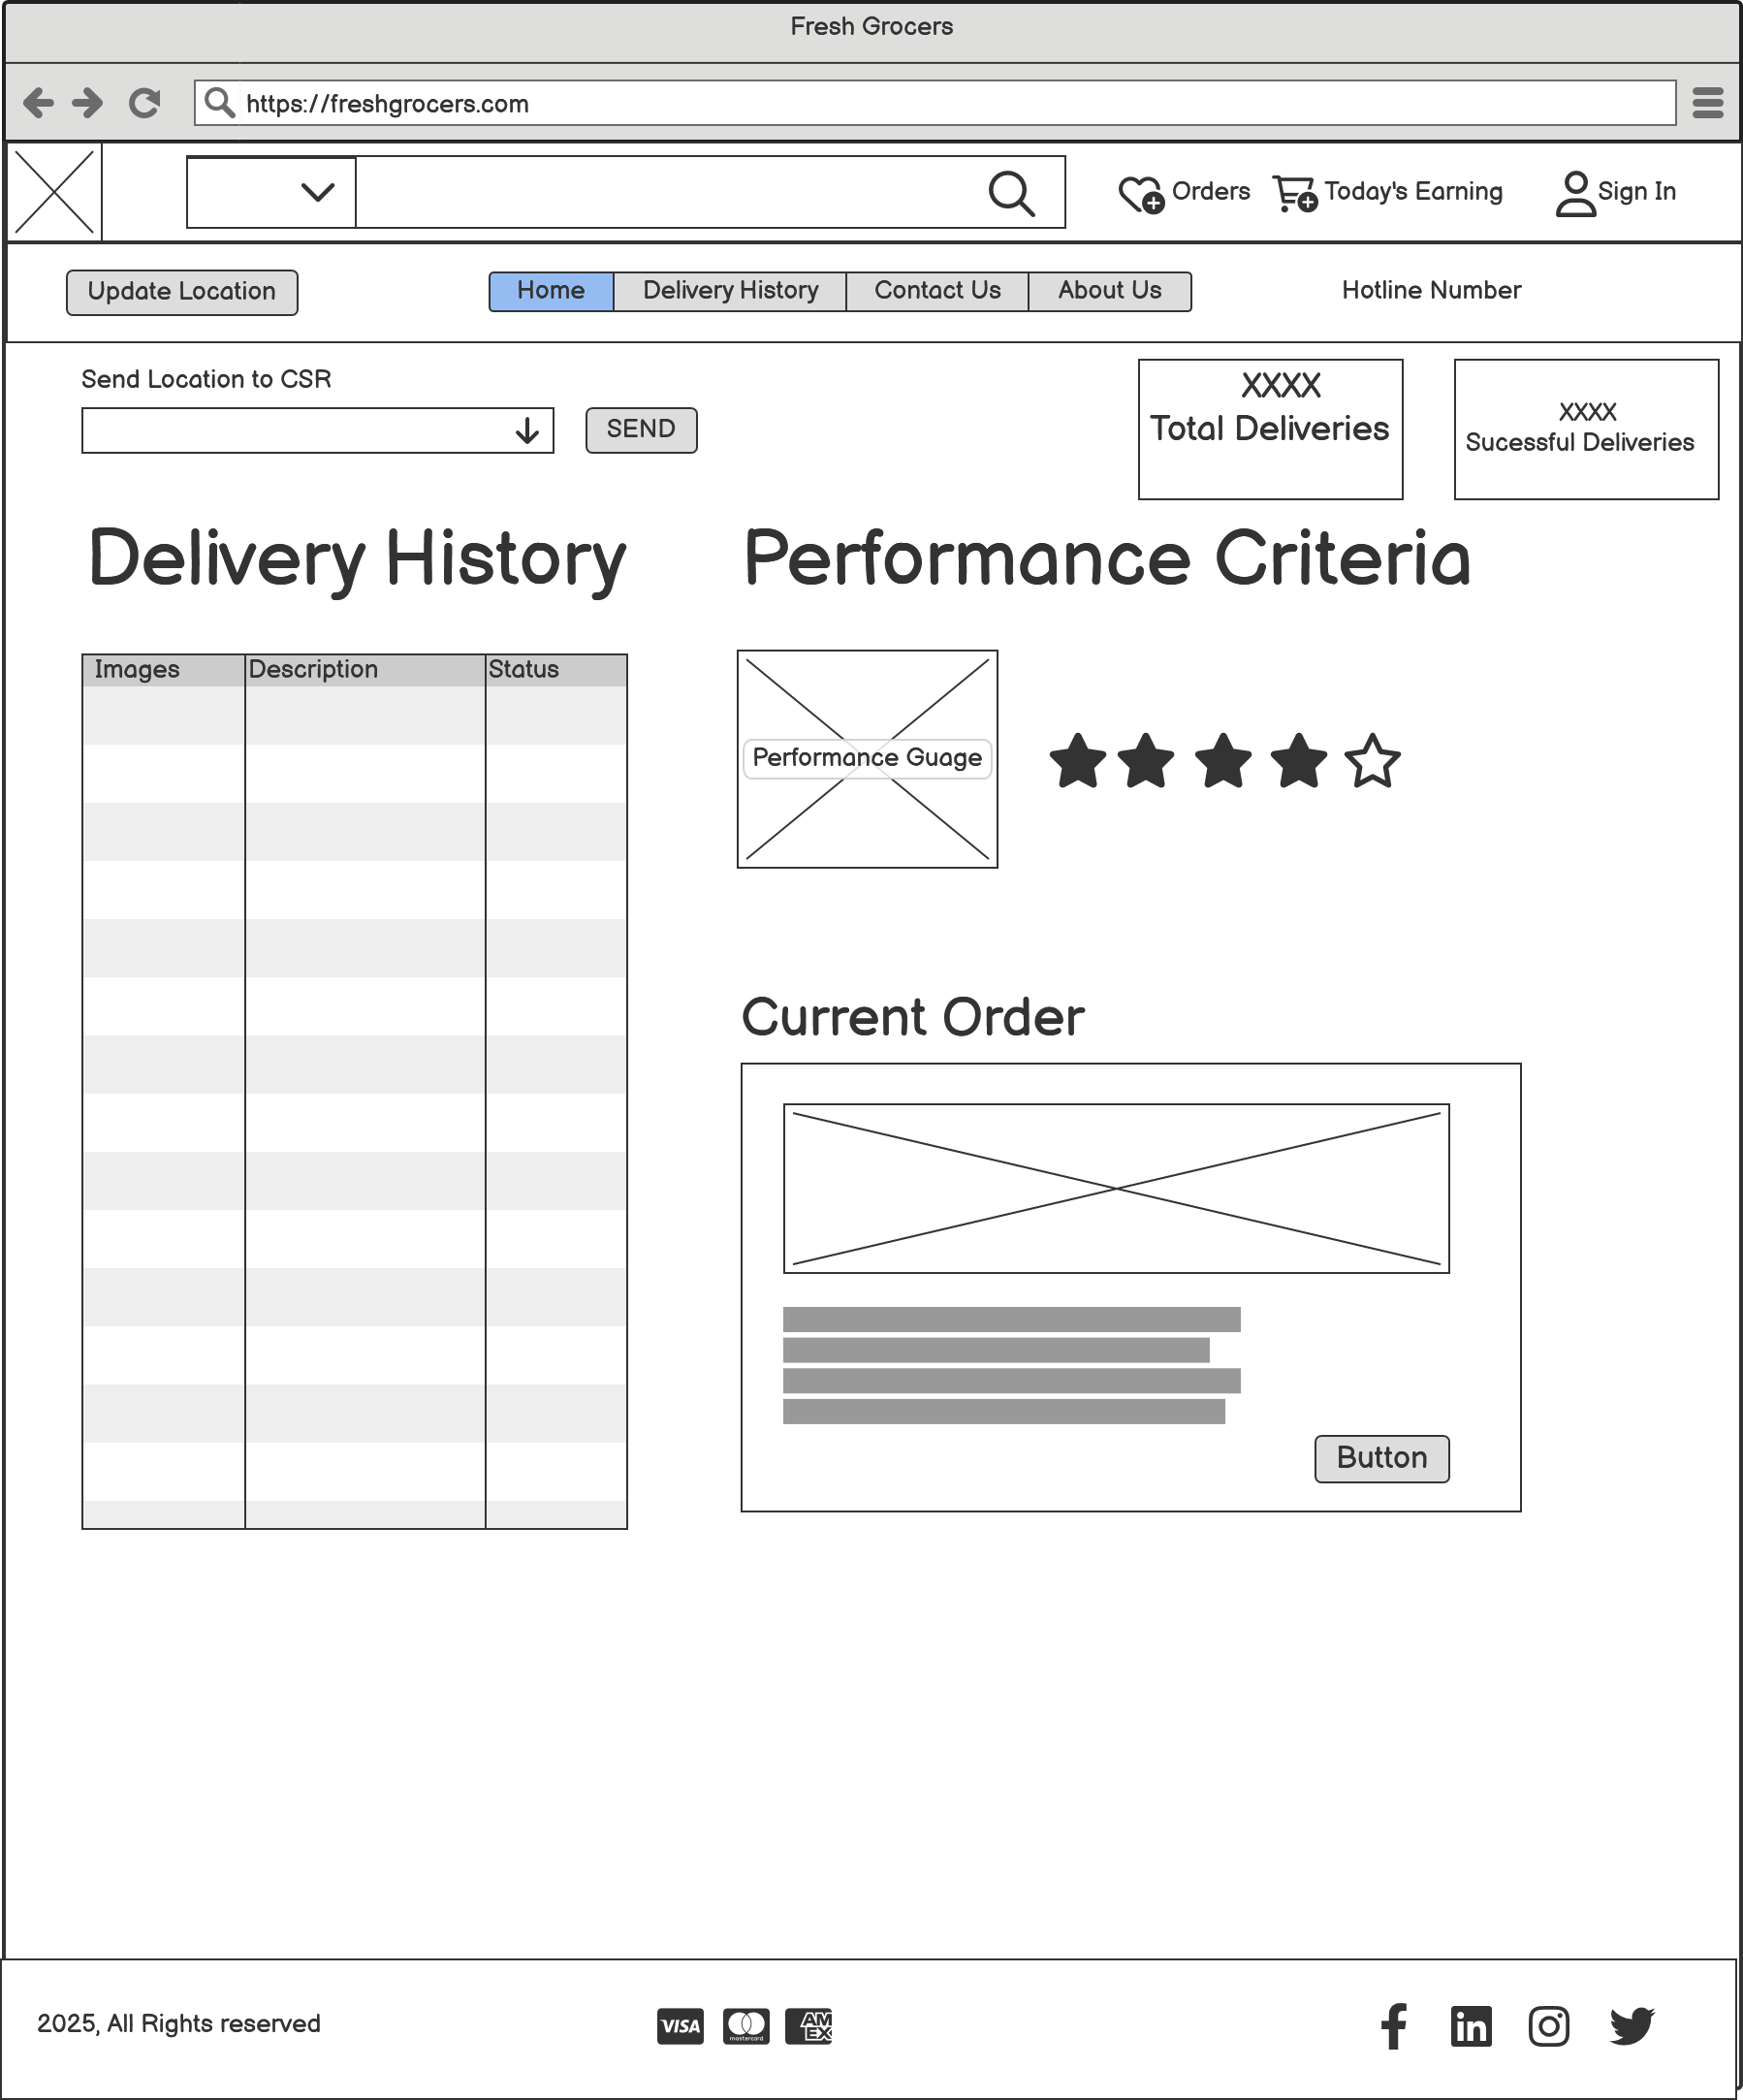 Fresh Grocers
https://freshgrocers.com
Orders
Today's Earning
Sign In
Update Location
Home
Delivery History
Contact Us
About Us
Hotline Number
Send Location to CSR
SEND
XXXX
Total Deliveries
XXXX
Sucessful Deliveries
Delivery History
Performance Criteria
Images
Description
Status
Performance Guage
Current Order
Button
2025, All Rights reserved
VISA
mastercard
AM
EX
in